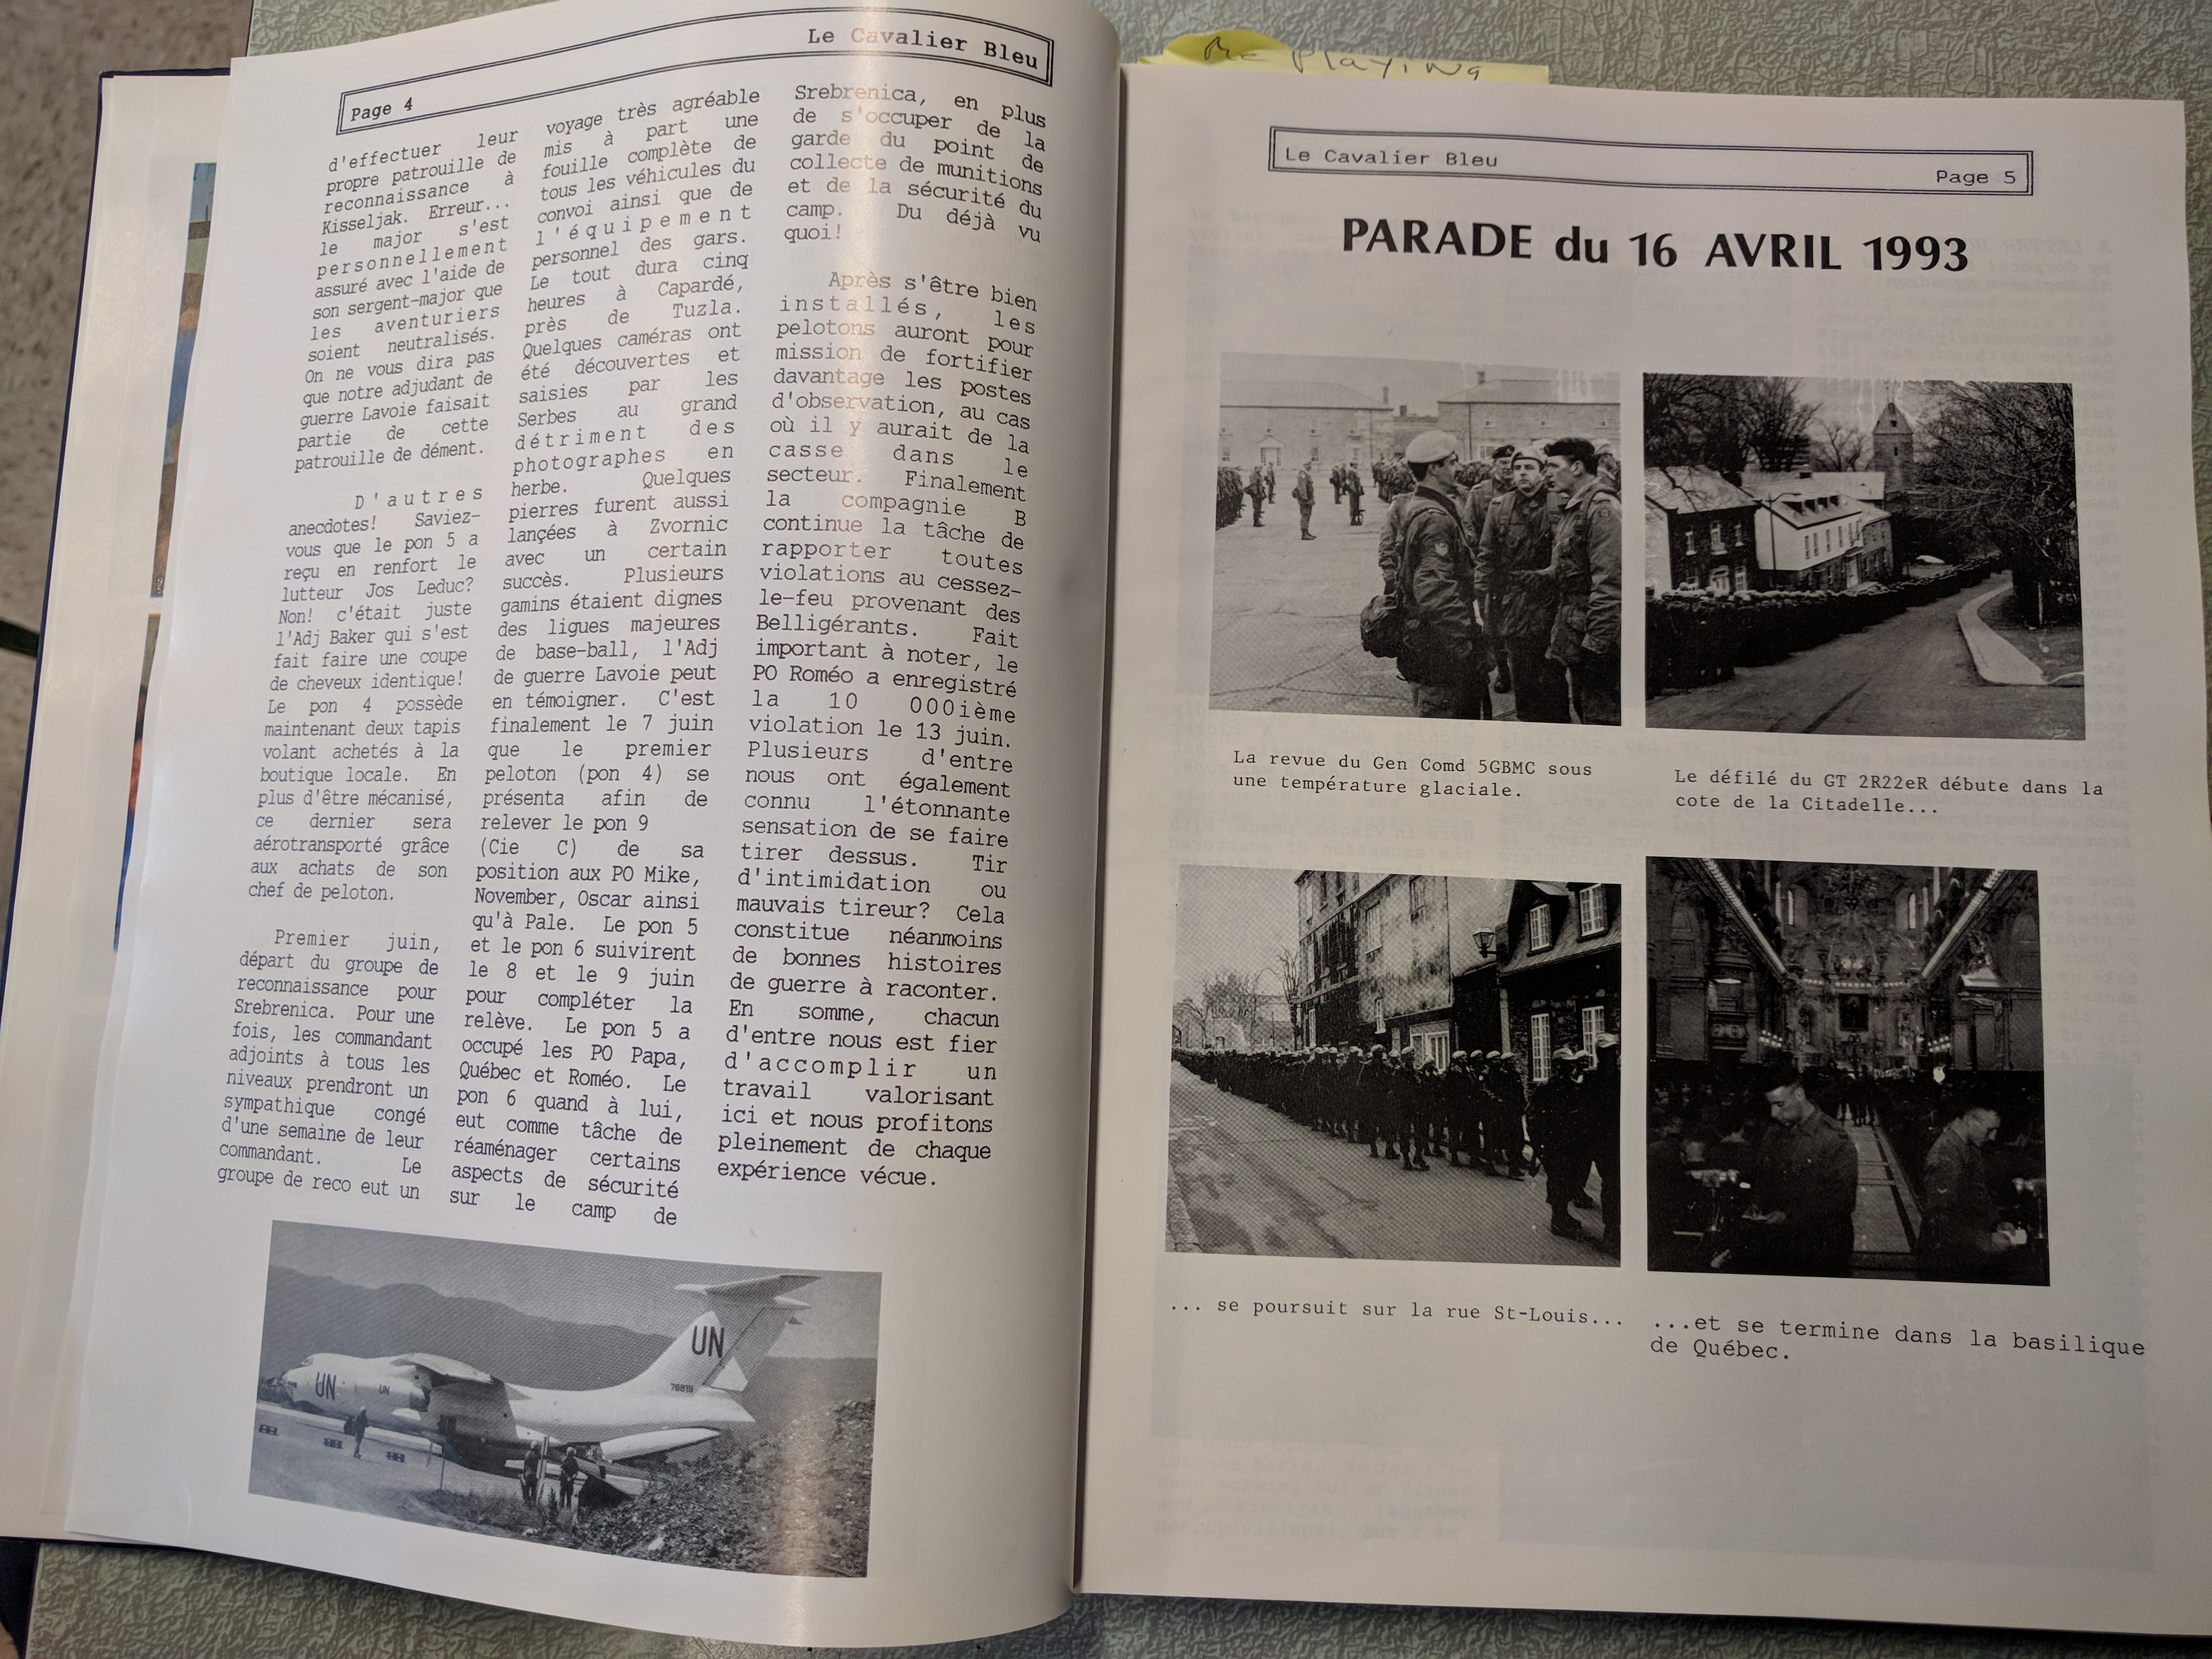 Le Cavalier Bleu
Page 4
d'effectuer leur
propre patrouille de
reconnaissance à
Kisseljak. Erreur...
le major s'est
personnellement
assuré avec l'aide de
son sergent-major que
les aventuriers
soient neutralisés.
On ne vous dira pas
que notre adjudant de
guerre Lavoie faisait
partie de cette
patrouille de dément.
D'autres
anecdotes! Saviez-
vous que le pon 5 a
reçu en renfort le
lutteur Jos Leduc?
Non! c'était juste
l'Adj Baker qui s'est
fait faire une coupe
de cheveux identique!
Le pon 4 possède
maintenant deux tapis
volant achetés à la
boutique locale. En
plus d'être mécanisé,
ce dernier sera
aérotransporté grâce
aux achats de son
chef de peloton.
Premier juin,
départ du groupe de
reconnaissance pour
Srebrenica. Pour une
fois, les commandant
adjoints à tous les
niveaux prendront un
sympathique congé
d'une semaine de leur
commandant. Le
groupe de reco eut un
voyage très agréable
mis à part une
fouille complète de
tous les véhicules du
convoi ainsi que de
l'équipement
personnel des gars.
Le tout dura cinq
heures à Capardé,
près de Tuzla.
Quelques caméras ont
été découvertes et
saisies par les
Serbes au grand
détriment des
photographes en
herbe. Quelques
pierres furent aussi
lançées à Zvornic
avec un certain
succès. Plusieurs
gamins étaient dignes
des ligues majeures
de base-ball, l'Adj
de guerre Lavoie peut
en témoigner. C'est
finalement le 7 juin
que le premier
peloton (pon 4) se
présenta afin de
relever le pon 9
(Cie C) de sa
position aux PO Mike,
November, Oscar ainsi
qu'à Pale. Le pon 5
et le pon 6 suivirent
le 8 et le 9 juin
pour compléter la
relève. Le pon 5 a
occupé les PO Papa,
Québec et Roméo. Le
pon 6 quand à lui,
eut comme tâche de
réaménager certains
aspects de sécurité
sur le camp de
Srebrenica, en plus
de s'occuper de la
garde du point de
collecte de munitions
et de la sécurité du
camp. Du déjà vu
quoi!
Après s'être bien
installés, les
pelotons auront pour
mission de fortifier
davantage les postes
d'observation, au cas
où il y aurait de la
casse dans le
secteur. Finalement
la compagnie B
continue la tâche de
rapporter toutes
violations au cessez-
le-feu provenant des
Belligérants. Fait
important à noter, le
PO Roméo a enregistré
la 10 000ième
violation le 13 juin.
Plusieurs d'entre
nous ont également
connu l'étonnante
sensation de se faire
tirer dessus. Tir
d'intimidation ou
mauvais tireur? Cela
constitue néanmoins
de bonnes histoires
de guerre à raconter.
En somme, chacun
d'entre nous est fier
d'accomplir un
travail valorisant
ici et nous profitons
pleinement de chaque
expérience vécue.
UN
UN
UN
76819
playing
Le Cavalier Bleu
Page 5
PARADE du 16 AVRIL 1993
La revue du Gen Comd 5GBMC sous
une température glaciale.
Le défilé du GT 2R22eR débute dans la
cote de la Citadelle...
... se poursuit sur la rue St-Louis...
...et se termine dans la basilique
de Québec.